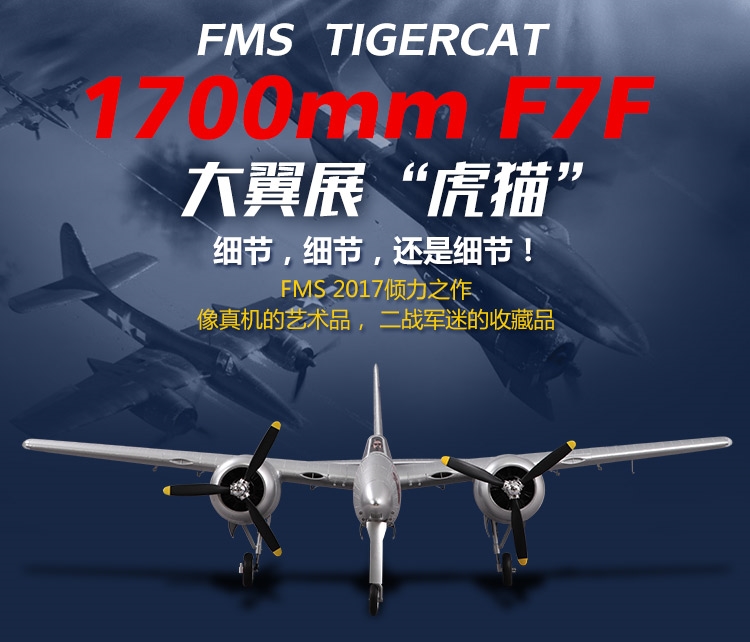 FMS TIGERCAT
1700mm F7F
大翼展“虎猫”
细节，细节，还是细节！
FMS 2017倾力之作
像真机的艺术品， 二战军迷的收藏品